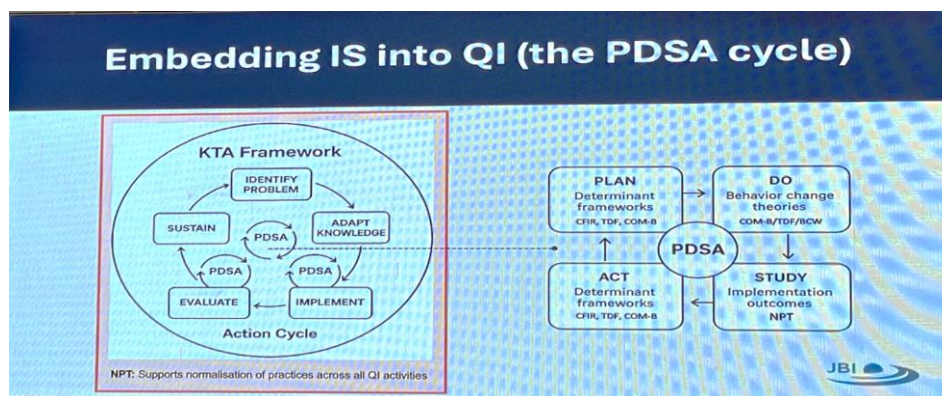 Embedding IS into QI (the PDSA cycle)
KTA Framework
IDENTIFY
PROBLEM
ADAPT
KNOWLEDGE
IMPLEMENT
EVALUATE
SUSTAIN
PDSA
PDSA
PDSA
Action Cycle
NPT: Supports normalisation of practices across all QI activities
PLAN
Determinant
frameworks
CFIR, TDF, COM-B
DO
Behavior change
theories
COM-B/TDF/BCW
PDSA
ACT
Determinant
frameworks
CFIR, TDF, COM-B
STUDY
Implementation
outcomes
NPT
JBI